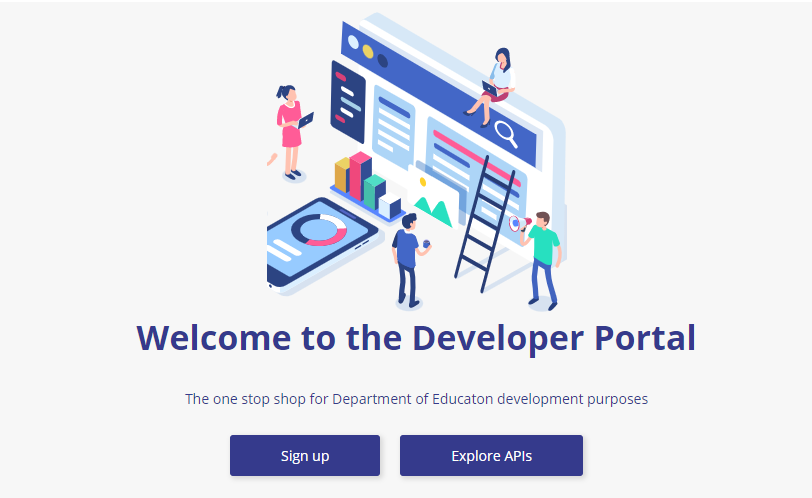 Welcome to the Developer Portal
The one stop shop for Department of Educaton development purposes
Sign up
Explore APIs